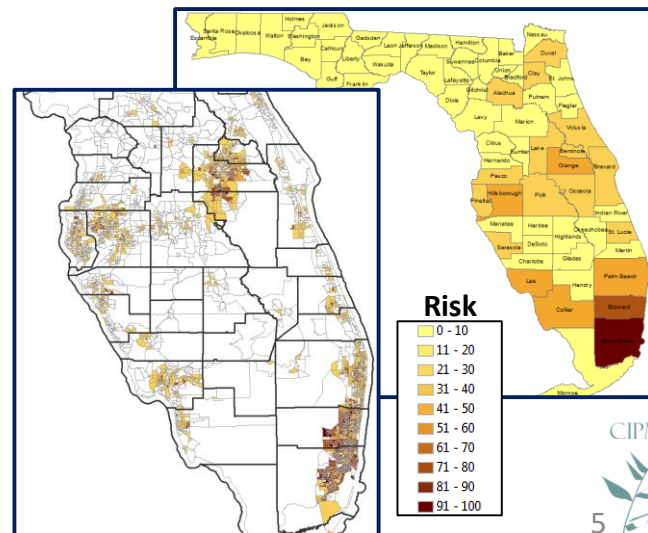 Holmes
Jackson
Nassau
Santa Rosa
Okaloosa
Walton
Washington
Gadsden
Hamilton
Escambia
Leon
Jefferson
Madison
Duval
Calhoun
Baker
Bay
Liberty
Wakulla
Suwannee
Columbia
Union
Clay
St. Johns
Taylor
Lafayette
Bradford
Gulf
Franklin
Gilchrist
Alachua
Putnam
Dixie
Flagler
Levy
Marion
Volusia
Citrus
Lake
Seminole
Sumter
Hernando
Orange
Brevard
Pasco
Hillsborough
Polk
Osceola
Pinellas
Indian River
Manatee
Hardee
Okeechobee
Highlands
St. Lucie
Sarasota
DeSoto
Martin
Charlotte
Glades
Lee
Hendry
Palm Beach
Collier
Broward
Monroe
Risk
0 - 10
11 - 20
21 - 30
31 - 40
41 - 50
51 - 60
61 - 70
71 - 80
81 - 90
91 - 100
5